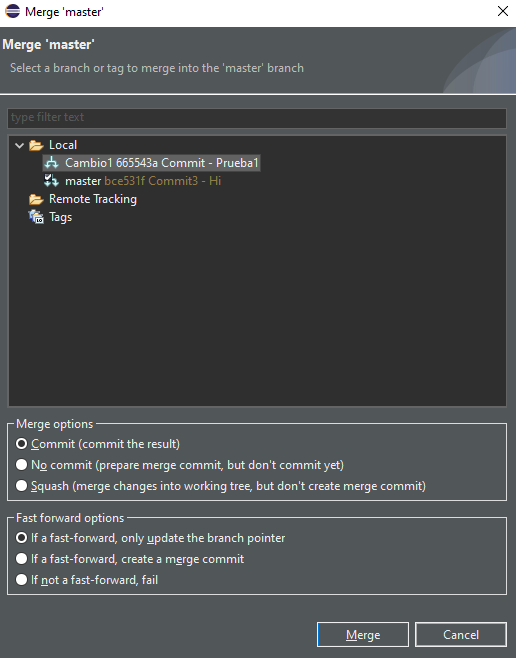 Merge 'master'
Merge 'master'
Select a branch or tag to merge into the 'master' branch
type filter text
Local
Cambio1 665543a Commit - Prueba1
master bce531f Commit3 - Hi
Remote Tracking
Tags
Merge options
Commit (commit the result)
No commit (prepare merge commit, but don't commit yet)
Squash (merge changes into working tree, but don't create merge commit)
Fast forward options
If a fast-forward, only update the branch pointer
If a fast-forward, create a merge commit
If not a fast-forward, fail
Merge
Cancel